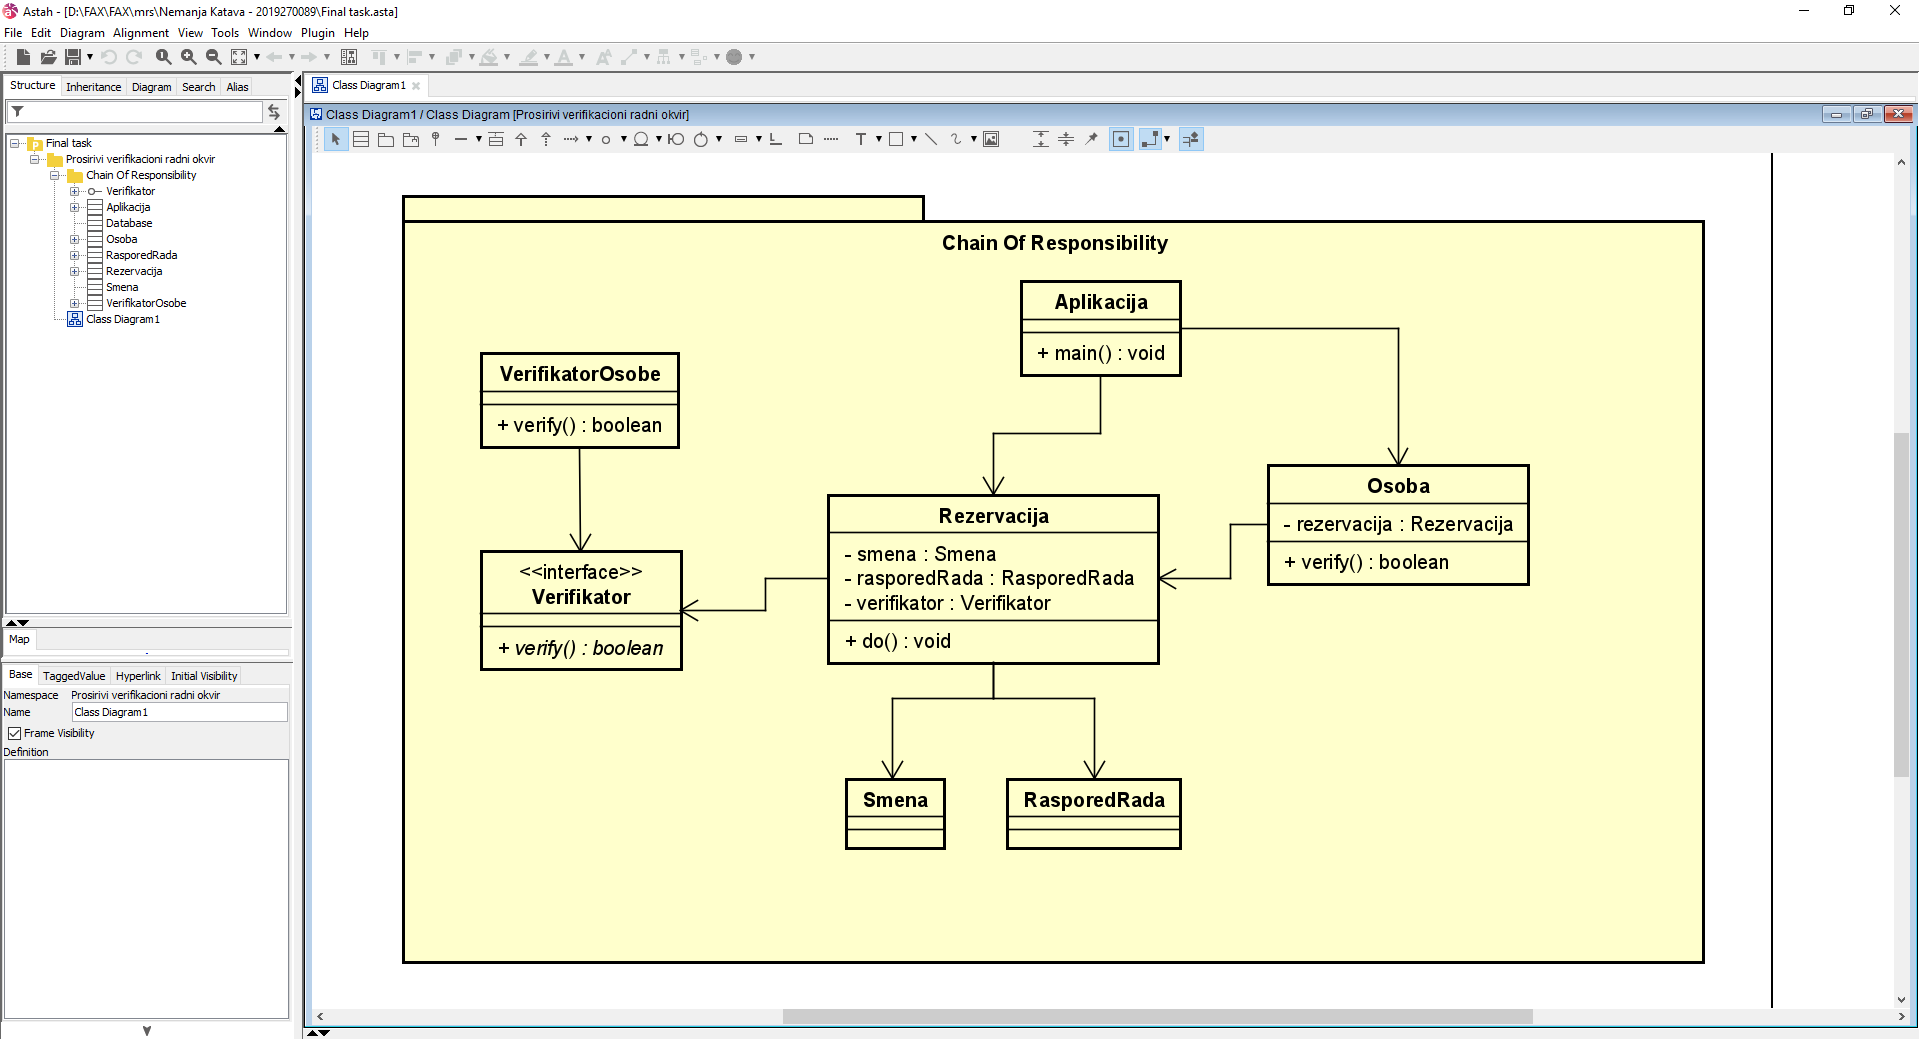 Astah - [D:\FAX\FAX\mrs\Nemanja Katava - 2019270089\Final task.asta]
File Edit Diagram Alignment View Tools Window Plugin Help
Structure Inheritance Diagram Search Alias
Final task
Prosirivi verifikacioni radni okvir
Chain Of Responsibility
Verifikator
Aplikacija
Database
Osoba
RasporedRada
Rezervacija
Smena
VerifikatorOsobe
Class Diagram1
Map
Base TaggedValue Hyperlink Initial Visibility
Namespace Prosirivi verifikacioni radni okvir
Name Class Diagram1
Frame Visibility
Definition
Class Diagram1
Class Diagram1 / Class Diagram [Prosirivi verifikacioni radni okvir]
Chain Of Responsibility
Aplikacija
+ main() : void
VerifikatorOsobe
+ verify() : boolean
Osoba
- rezervacija : Rezervacija
+ verify() : boolean
Rezervacija
- smena : Smena
- rasporedRada : RasporedRada
- verifikator : Verifikator
+ do() : void
<<interface>>
Verifikator
+ verify() : boolean
Smena
RasporedRada